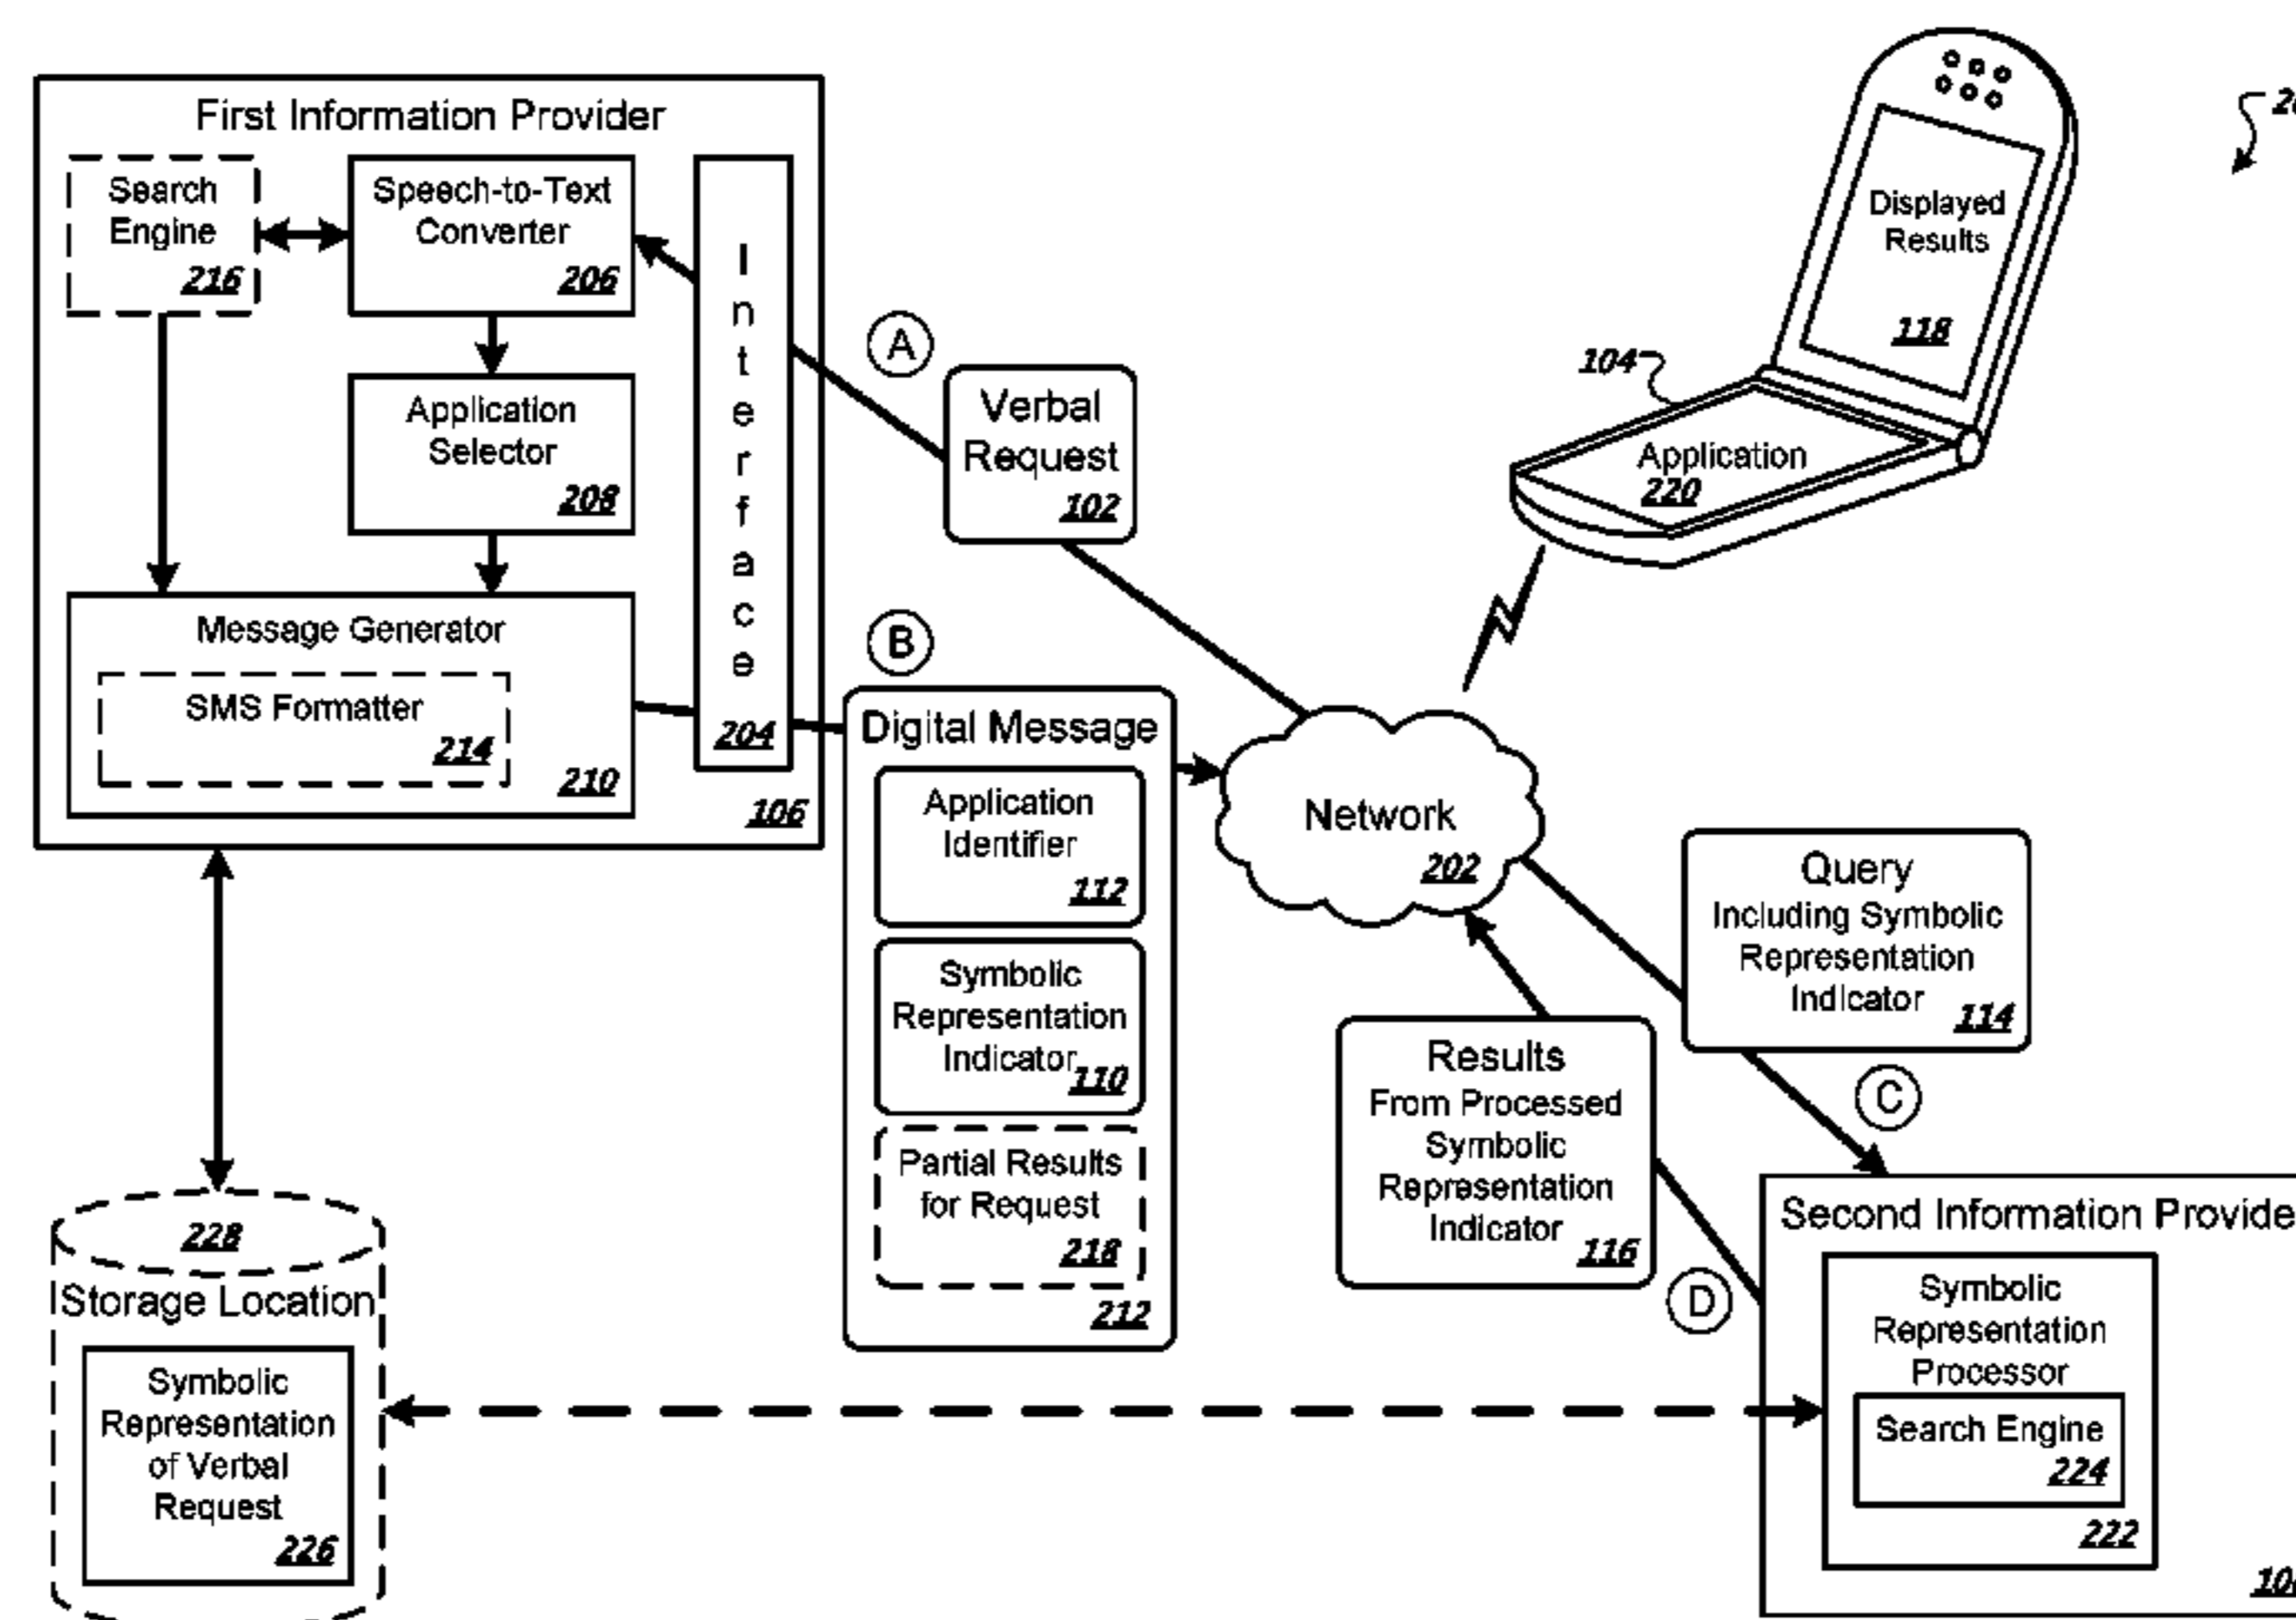 First Information Provider
Search
Engine
216
Speech-to-Text
Converter
206
Application
Selector
208
Message Generator
SMS Formatter
214
210
Interface
204
106
A
Verbal
Request
102
B
Digital Message
Application
Identifier
112
Symbolic
Representation
Indicator
110
Partial Results
for Request
218
212
Displayed
Results
118
104
Application
220
Network
202
Query
Including Symbolic
Representation
Indicator
114
C
Results
From Processed
Symbolic
Representation
Indicator
116
D
Second Information Provide
Symbolic
Representation
Processor
Search Engine
224
222
228
Storage Location
Symbolic
Representation
of Verbal
Request
226